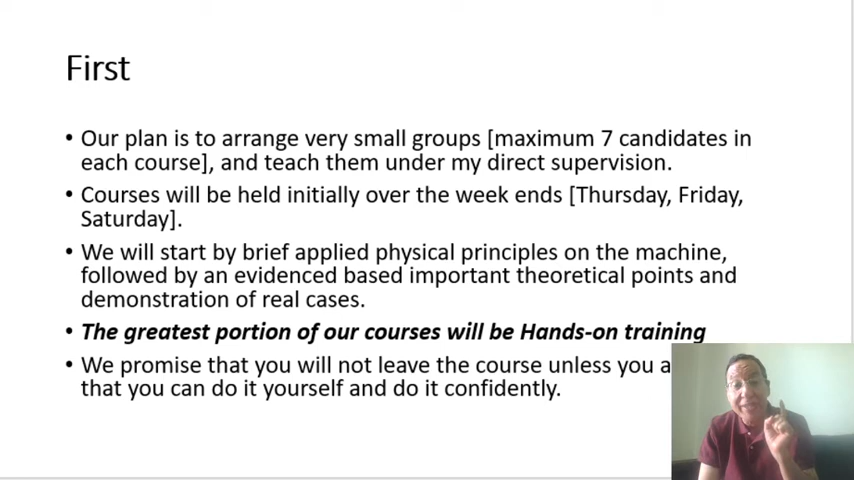 First
• Our plan is to arrange very small groups [maximum 7 candidates in
each course], and teach them under my direct supervision.
• Courses will be held initially over the week ends [Thursday, Friday,
Saturday].
• We will start by brief applied physical principles on the machine,
followed by an evidenced based important theoretical points and
demonstration of real cases.
• The greatest portion of our courses will be Hands-on training
• We promise that you will not leave the course unless you
that you can do it yourself and do it confidently.